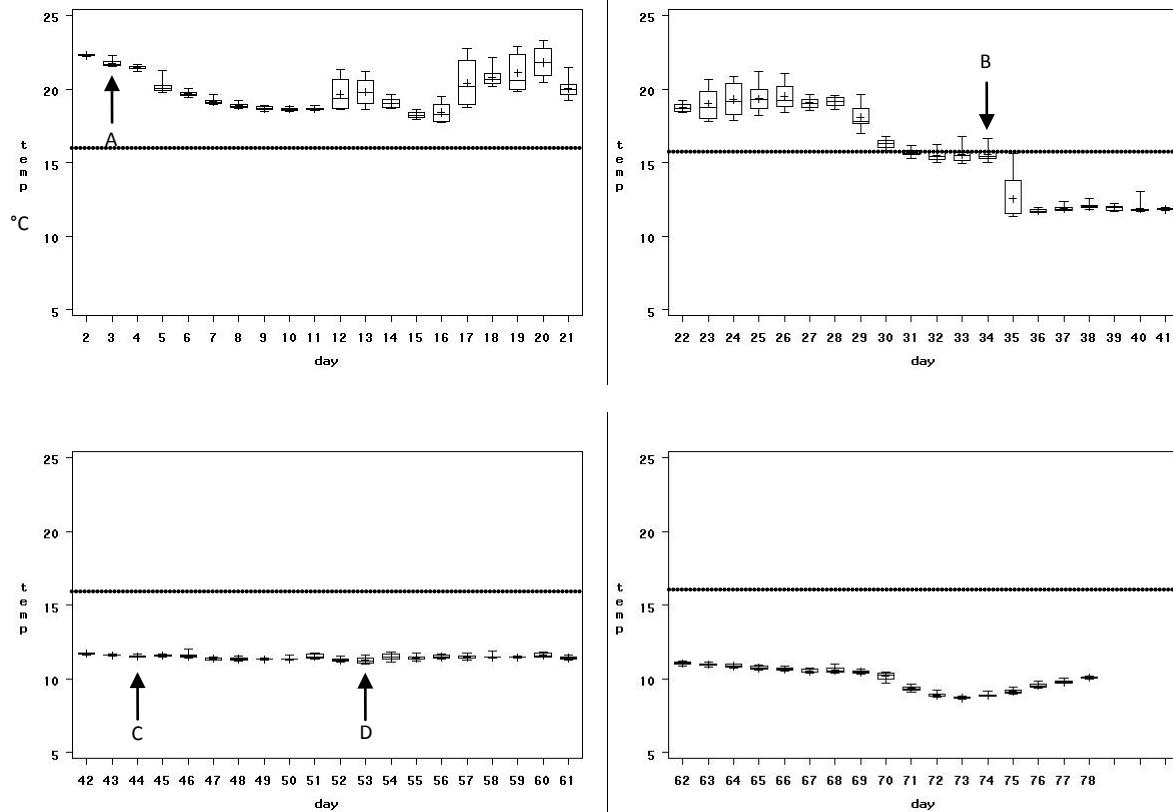 25
20
15
10
5
t
e
m
p
°C
A
2 3 4 5 6 7 8 9 10 11 12 13 14 15 16 17 18 19 20 21
day
25
20
15
10
5
t
e
m
p
B
22 23 24 25 26 27 28 29 30 31 32 33 34 35 36 37 38 39 40 41
day
25
20
15
10
5
t
e
m
p
C D
42 43 44 45 46 47 48 49 50 51 52 53 54 55 56 57 58 59 60 61
day
25
20
15
10
5
t
e
m
p
62 63 64 65 66 67 68 69 70 71 72 73 74 75 76 77 78
day